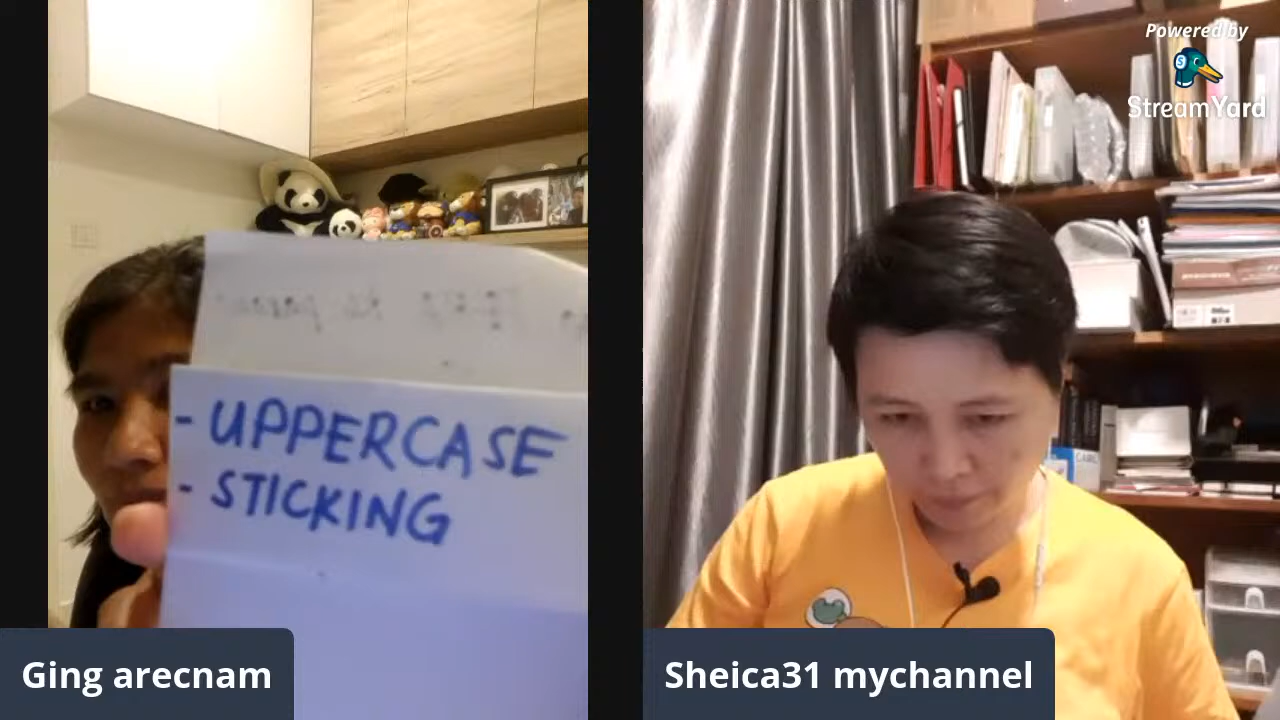 - UPPERCASE
- STICKING
Ging arecnam
Powered by
StreamYard
Sheica31 mychannel